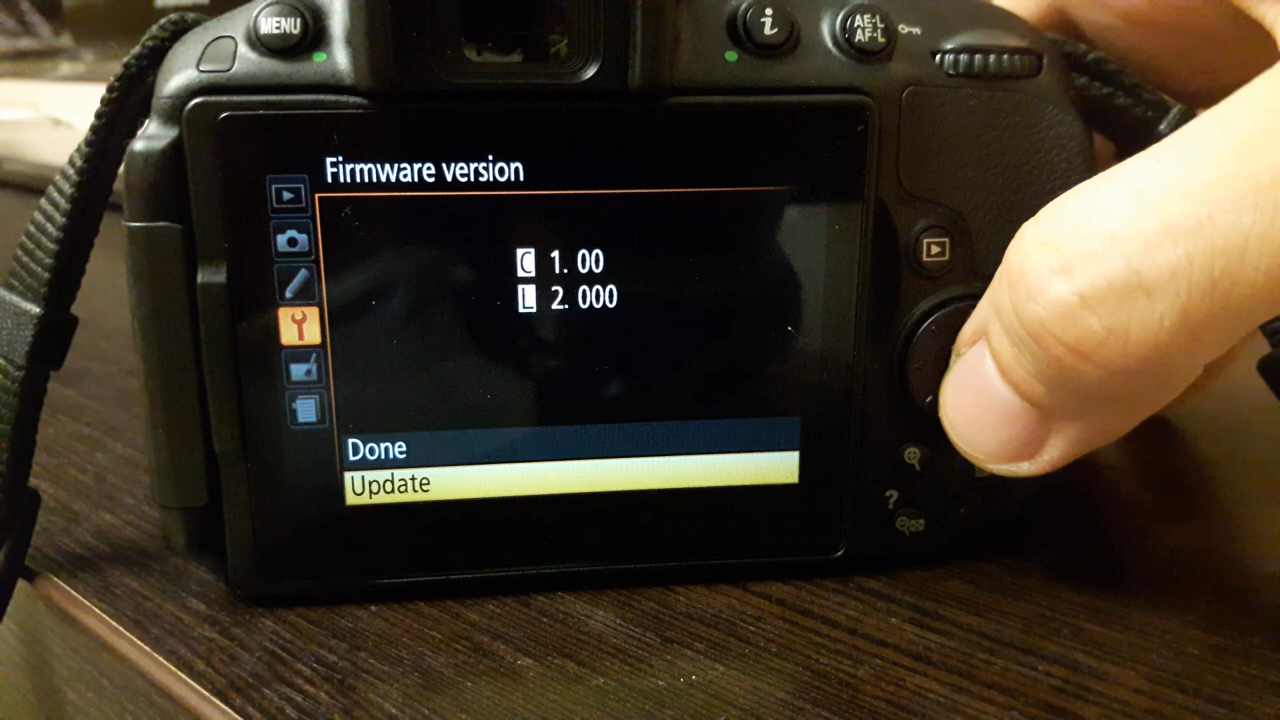 MENU
i
AE-L
AF-L
Firmware version
C 1. 00
L 2. 000
Done
Update
?